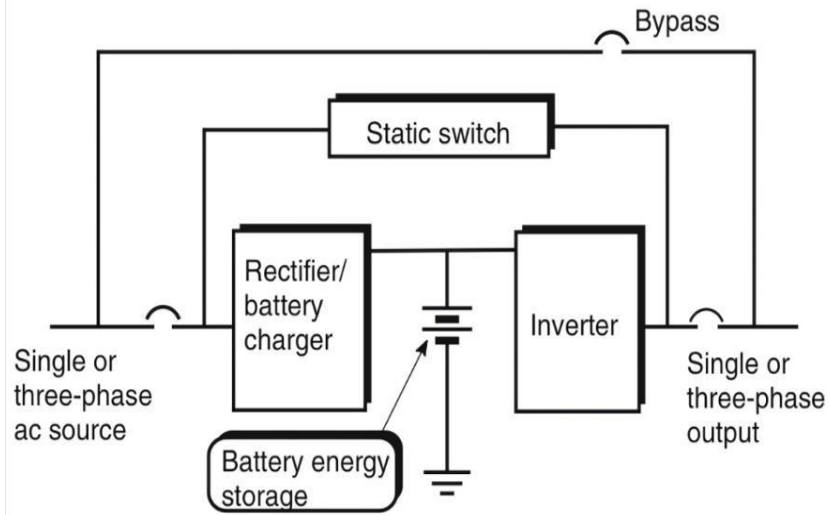 Bypass
Static switch
Rectifier/
battery
charger
Inverter
Single or
three-phase
ac source
Single or
three-phase
output
Battery energy
storage